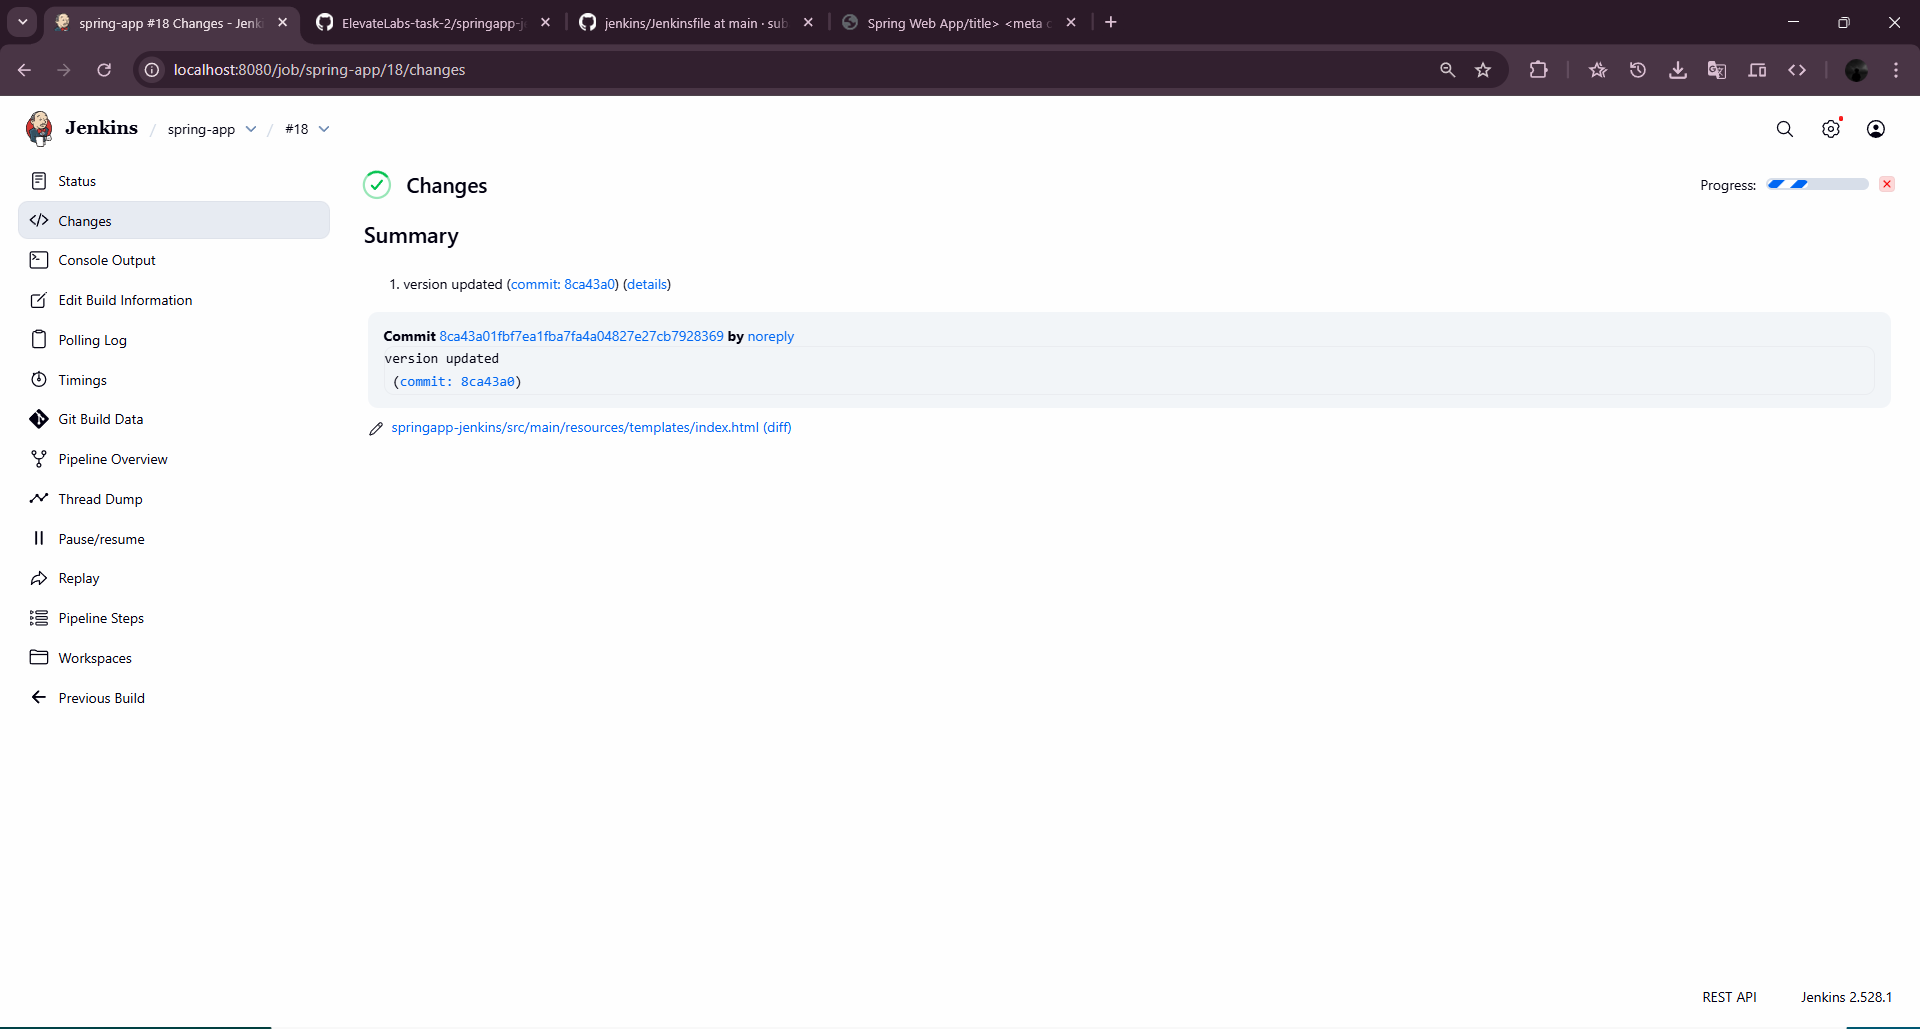 spring-app #18 Changes - Jenki
ElevateLabs-task-2/springapp-je
jenkins/Jenkinsfile at main · sub
Spring Web App/title> <meta c
localhost:8080/job/spring-app/18/changes
Jenkins / spring-app / #18
Status
Changes
Console Output
Edit Build Information
Polling Log
Timings
Git Build Data
Pipeline Overview
Thread Dump
Pause/resume
Replay
Pipeline Steps
Workspaces
Previous Build
Changes
Progress:
Summary
1. version updated (commit: 8ca43a0) (details)
Commit 8ca43a01fbf7ea1fba7fa4a04827e27cb7928369 by noreply
version updated
(commit: 8ca43a0)
springapp-jenkins/src/main/resources/templates/index.html (diff)
REST API
Jenkins 2.528.1